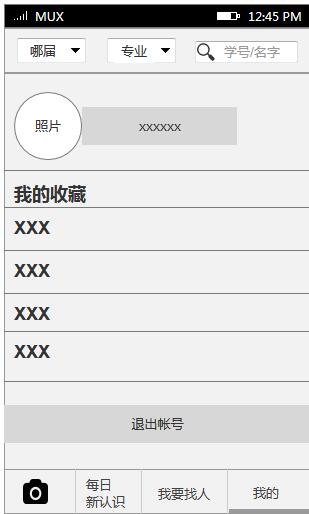 MUX 12:45 PM
哪届 专业 学号/名字
照片 xxxxxx
我的收藏
XXX
XXX
XXX
XXX
退出帐号
每日
新认识
我要找人
我的